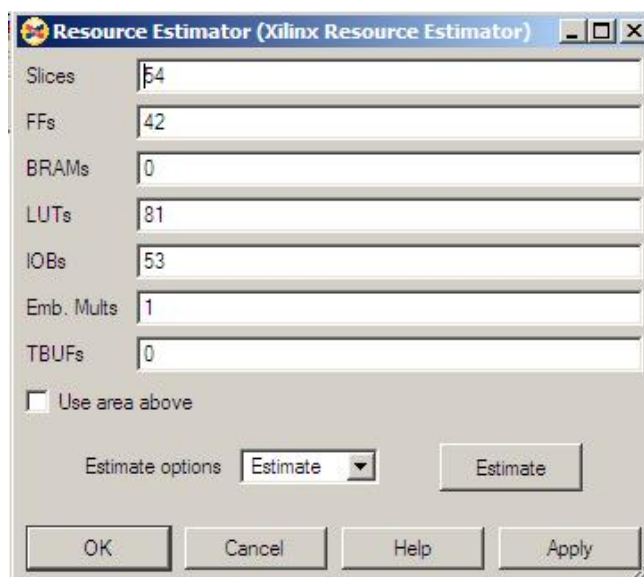 Resource Estimator (Xilinx Resource Estimator)
Slices 54
FFs 42
BRAMs 0
LUTs 81
IOBs 53
Emb. Mults 1
TBUFs 0
Use area above
Estimate options Estimate Estimate
OK Cancel Help Apply